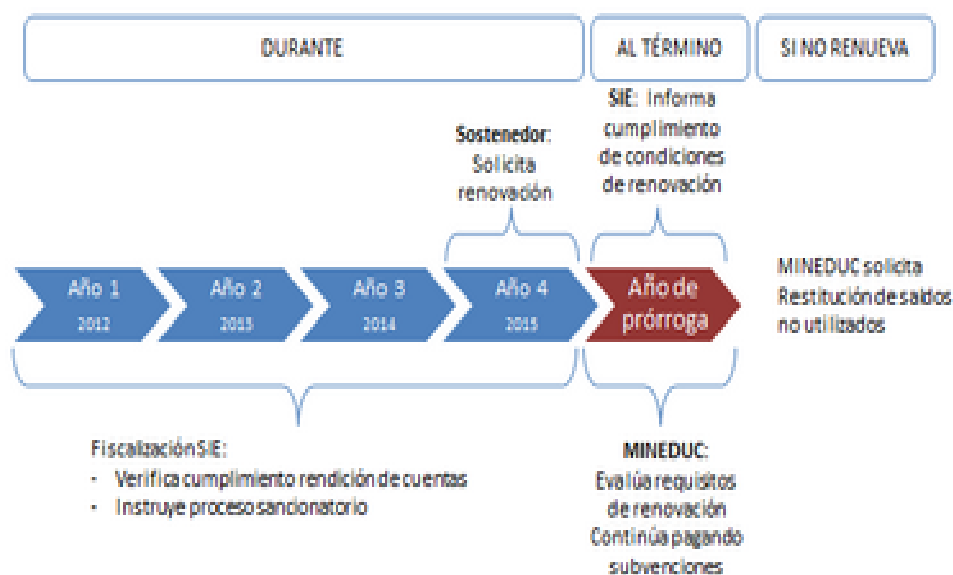 DURANTE
AL TÉRMINO
SI NO RENUEVA
Sostenedor:
Solicita
renovación
SIE: Informa
cumplimiento
de condiciones
de renovación
Año 1
2012
Año 2
2013
Año 3
2014
Año 4
2015
Año de
prórroga
MINEDUC solicita
Restitución de saldos
no utilizados
Fiscalización SIE:
• Verifica cumplimiento rendición de cuentas
• Instruye proceso sancionatorio
MINEDUC:
Evalúa requisitos
de renovación
Continúa pagando
subvenciones